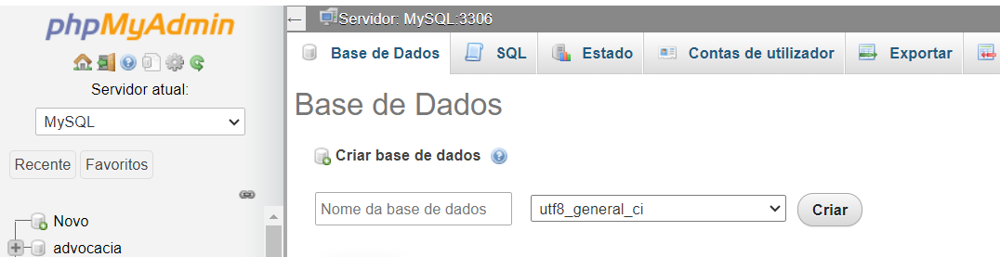 phpMyAdmin
Servidor atual:
MySQL
Recente Favoritos
Novo
advocacia
← Servidor: MySQL:3306
Base de Dados SQL Estado Contas de utilizador Exportar
Base de Dados
Criar base de dados
Nome da base de dados utf8_general_ci Criar